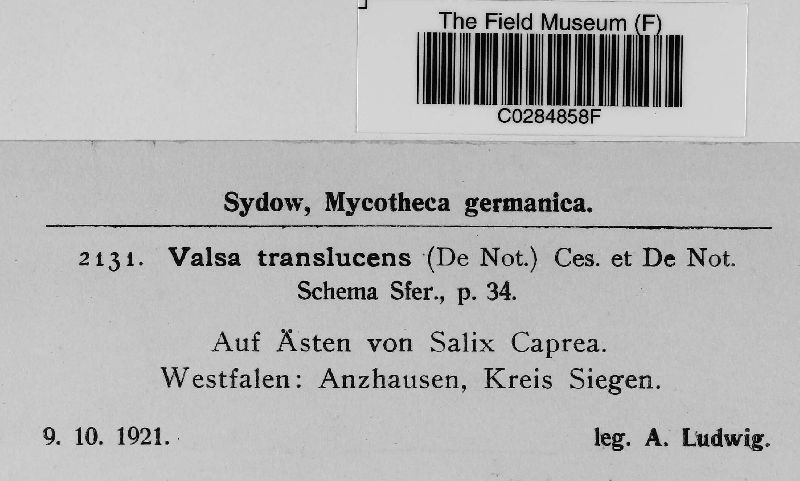 The Field Museum (F)
C0284858F
Sydow, Mycotheca germanica.
2131. Valsa translucens (De Not.) Ces. et De Not.
Schema Sfer., p. 34.
Auf Ästen von Salix Caprea.
Westfalen: Anzhausen, Kreis Siegen.
9. 10. 1921. leg. A. Ludwig.